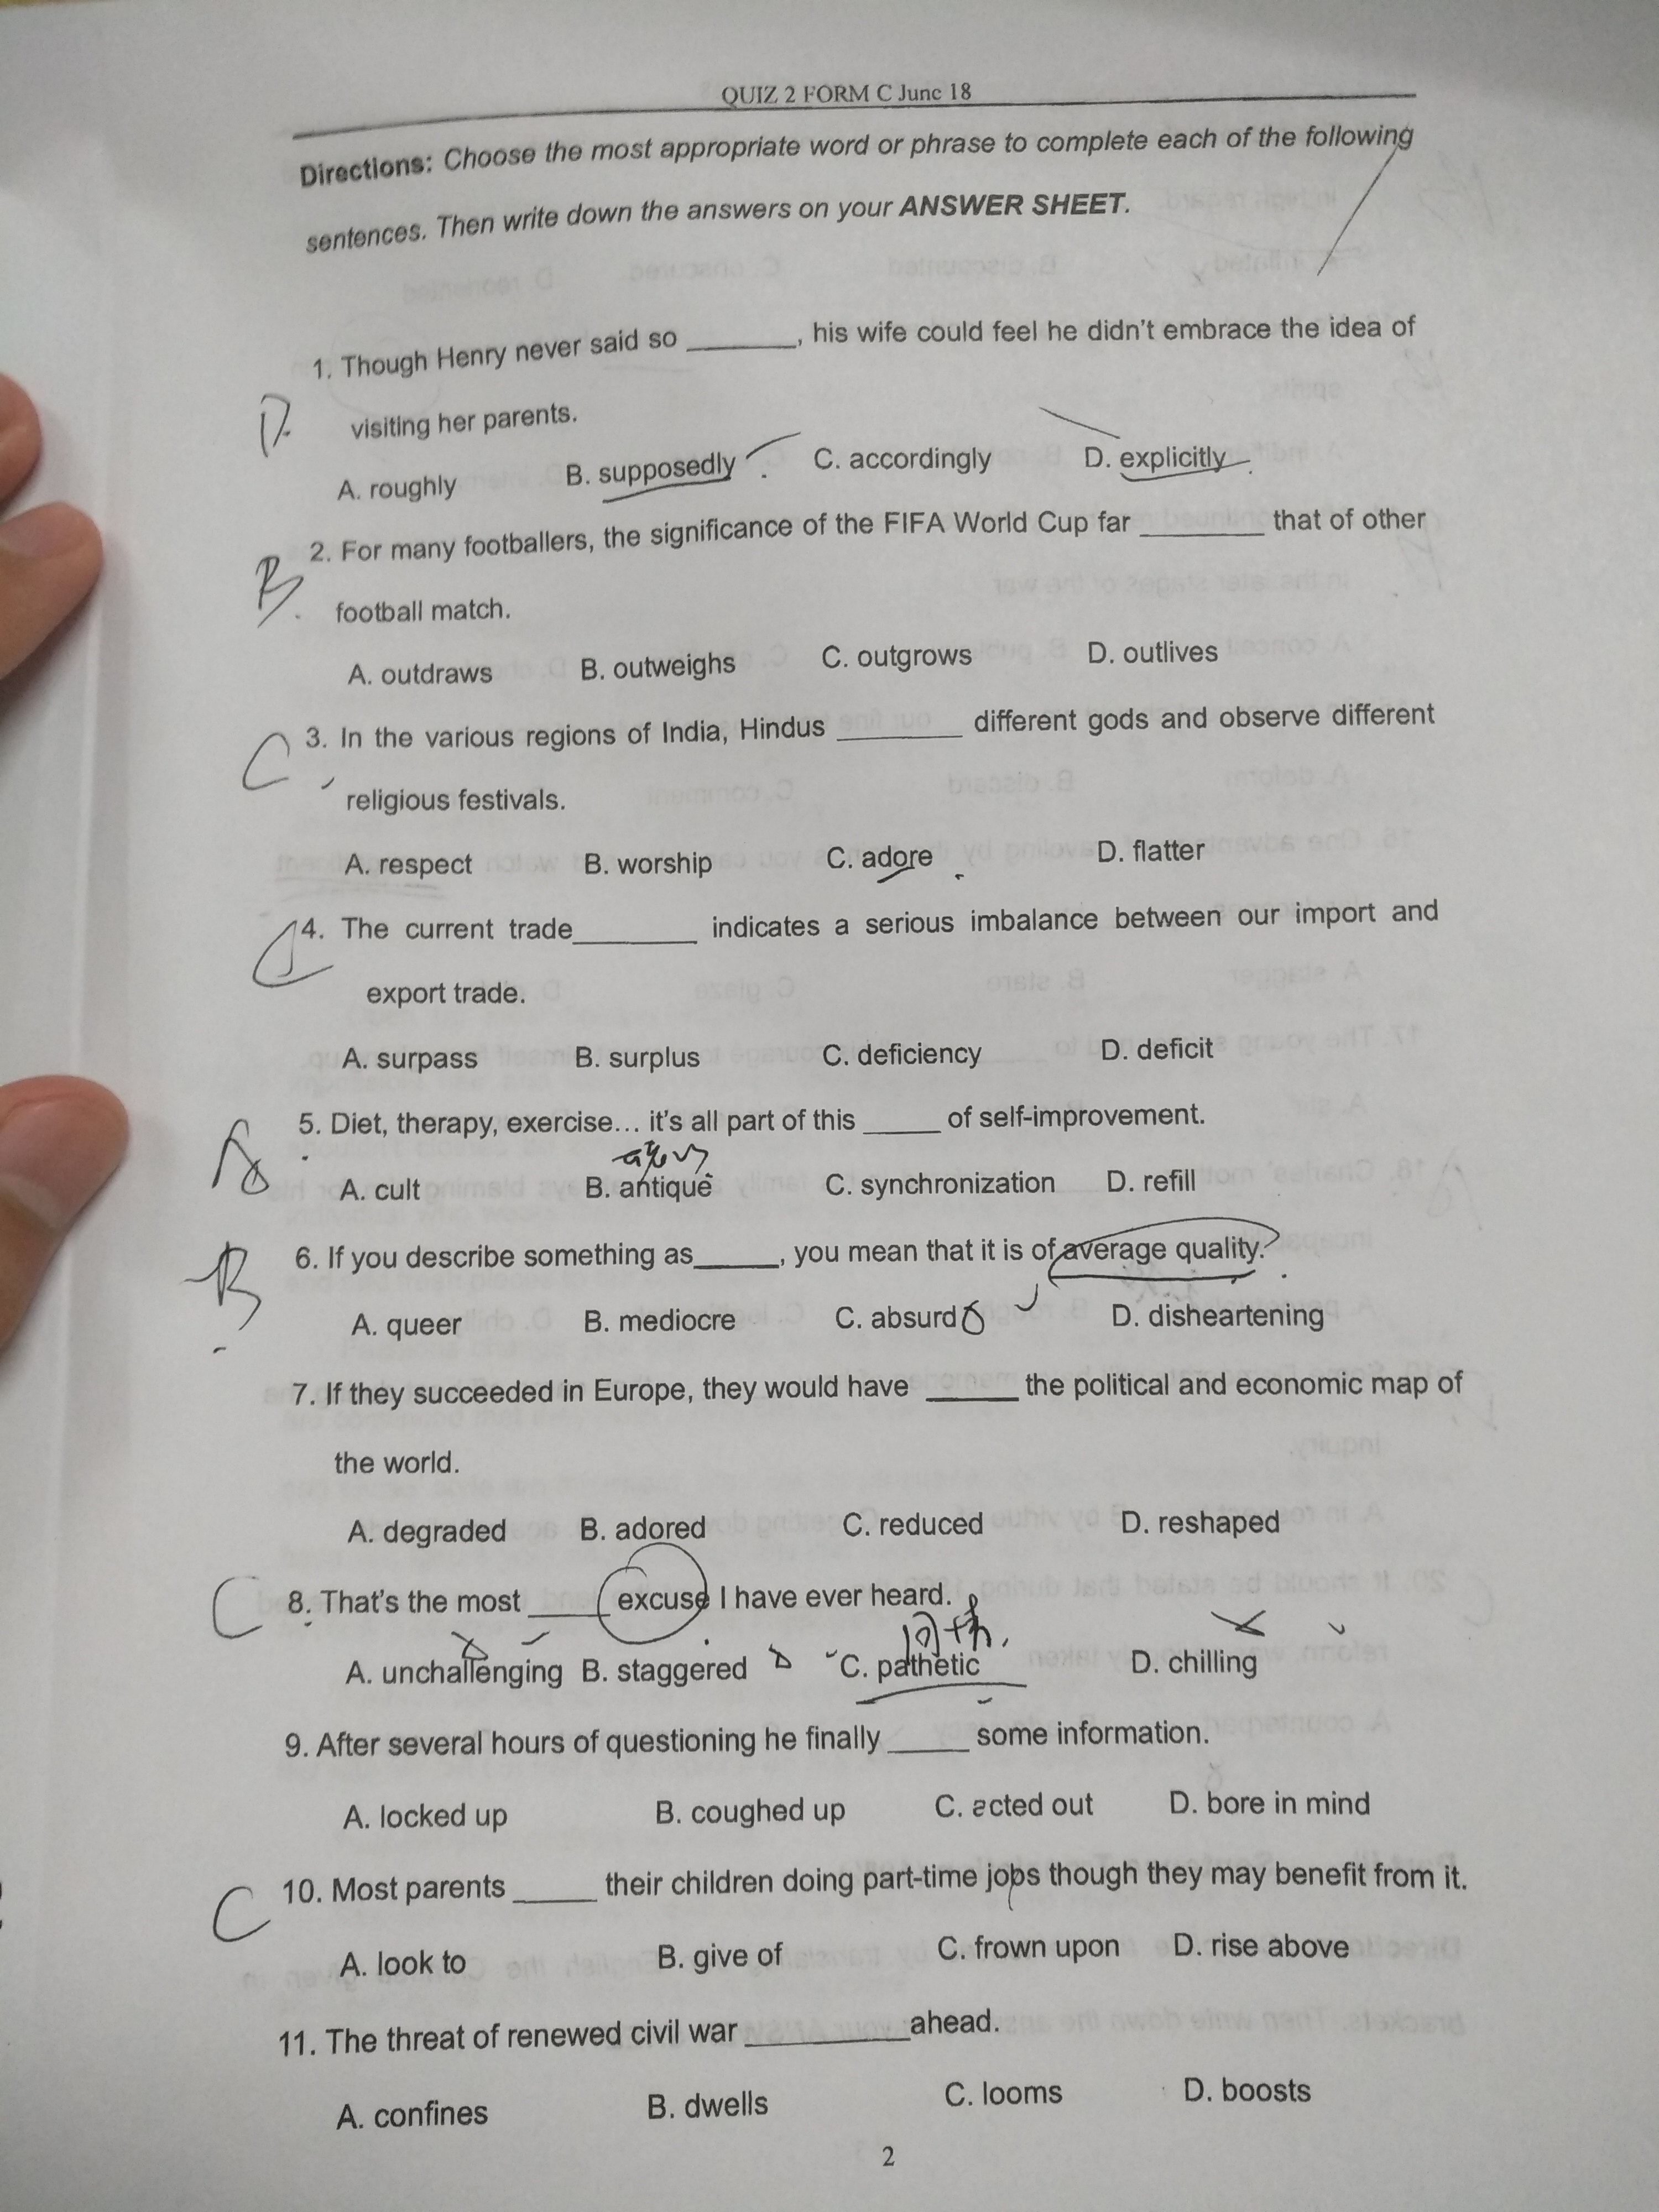 QUIZ 2 FORM C June 18
Directions: Choose the most appropriate word or phrase to complete each of the following
sentences. Then write down the answers on your ANSWER SHEET.
1. Though Henry never said so _______, his wife could feel he didn't embrace the idea of
D.
visiting her parents.
A. roughly B. supposedly C. accordingly D. explicitly
2. For many footballers, the significance of the FIFA World Cup far ________ that of other
B.
football match.
A. outdraws B. outweighs C. outgrows D. outlives
C 3. In the various regions of India, Hindus ________ different gods and observe different
religious festivals.
A. respect B. worship C. adore D. flatter
C 4. The current trade________ indicates a serious imbalance between our import and
export trade.
A. surpass B. surplus C. deficiency D. deficit
A 5. Diet, therapy, exercise... it's all part of this _____ of self-improvement.
A. cult B. antique C. synchronization D. refill
B 6. If you describe something as_____, you mean that it is of average quality.
A. queer B. mediocre C. absurd D. disheartening
7. If they succeeded in Europe, they would have ______ the political and economic map of
the world.
A. degraded B. adored C. reduced D. reshaped
C 8. That's the most _____ excuse I have ever heard.
A. unchallenging B. staggered C. pathetic D. chilling
9. After several hours of questioning he finally _____ some information.
A. locked up B. coughed up C. acted out D. bore in mind
C 10. Most parents _____ their children doing part-time jobs though they may benefit from it.
A. look to B. give of C. frown upon D. rise above
11. The threat of renewed civil war __________ahead.
A. confines B. dwells C. looms D. boosts
2